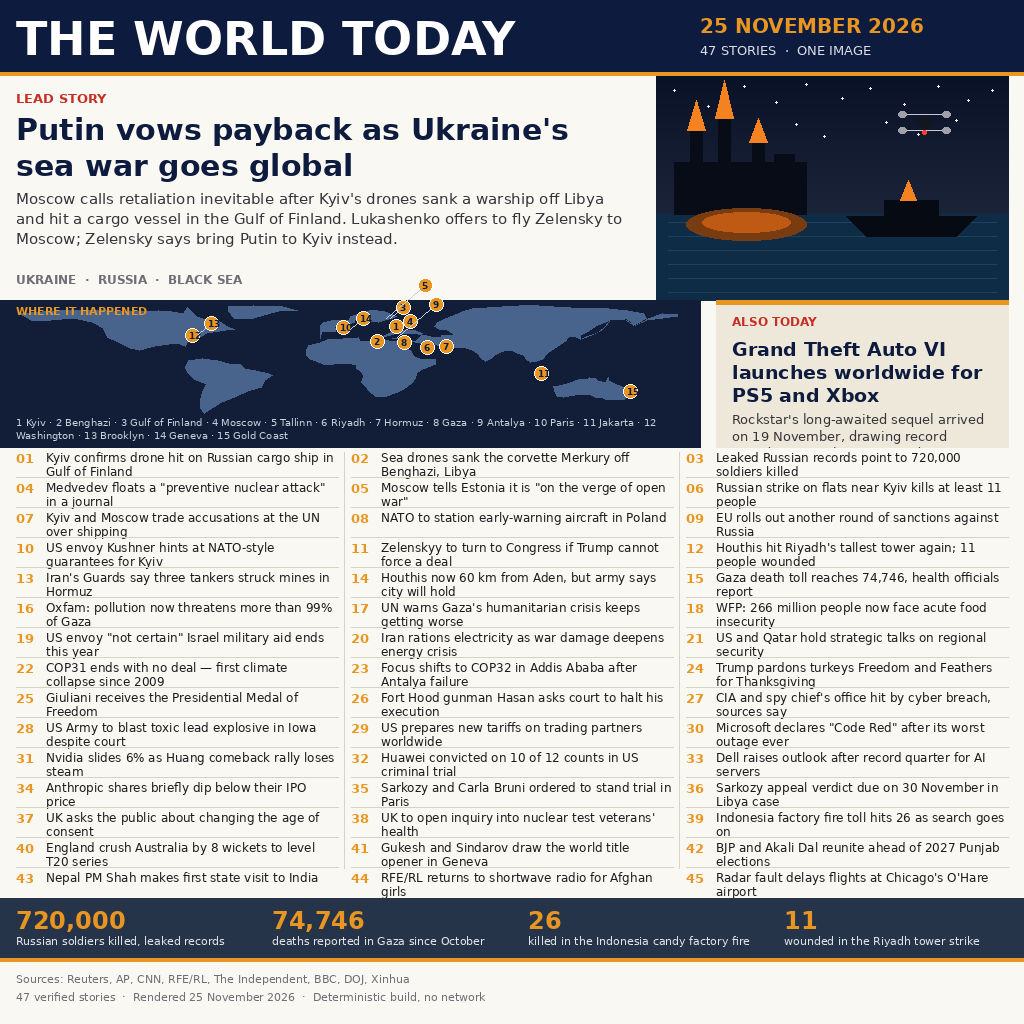 THE WORLD TODAY
25 NOVEMBER 2026
47 STORIES · ONE IMAGE
LEAD STORY
Putin vows payback as Ukraine's
sea war goes global
Moscow calls retaliation inevitable after Kyiv's drones sank a warship off Libya
and hit a cargo vessel in the Gulf of Finland. Lukashenko offers to fly Zelensky to
Moscow; Zelensky says bring Putin to Kyiv instead.
UKRAINE · RUSSIA · BLACK SEA
WHERE IT HAPPENED
5
3
9
13
14
10
1
4
12
2
8
6
7
11
15
1 Kyiv · 2 Benghazi · 3 Gulf of Finland · 4 Moscow · 5 Tallinn · 6 Riyadh · 7 Hormuz · 8 Gaza · 9 Antalya · 10 Paris · 11 Jakarta · 12
Washington · 13 Brooklyn · 14 Geneva · 15 Gold Coast
ALSO TODAY
Grand Theft Auto VI
launches worldwide for
PS5 and Xbox
Rockstar's long-awaited sequel arrived
on 19 November, drawing record
01 Kyiv confirms drone hit on Russian cargo ship in
Gulf of Finland
02 Sea drones sank the corvette Merkury off
Benghazi, Libya
03 Leaked Russian records point to 720,000
soldiers killed
04 Medvedev floats a "preventive nuclear attack"
in a journal
05 Moscow tells Estonia it is "on the verge of open
war"
06 Russian strike on flats near Kyiv kills at least 11
people
07 Kyiv and Moscow trade accusations at the UN
over shipping
08 NATO to station early-warning aircraft in Poland
09 EU rolls out another round of sanctions against
Russia
10 US envoy Kushner hints at NATO-style
guarantees for Kyiv
11 Zelenskyy to turn to Congress if Trump cannot
force a deal
12 Houthis hit Riyadh's tallest tower again; 11
people wounded
13 Iran's Guards say three tankers struck mines in
Hormuz
14 Houthis now 60 km from Aden, but army says
city will hold
15 Gaza death toll reaches 74,746, health officials
report
16 Oxfam: pollution now threatens more than 99%
of Gaza
17 UN warns Gaza's humanitarian crisis keeps
getting worse
18 WFP: 266 million people now face acute food
insecurity
19 US envoy "not certain" Israel military aid ends
this year
20 Iran rations electricity as war damage deepens
energy crisis
21 US and Qatar hold strategic talks on regional
security
22 COP31 ends with no deal — first climate
collapse since 2009
23 Focus shifts to COP32 in Addis Ababa after
Antalya failure
24 Trump pardons turkeys Freedom and Feathers
for Thanksgiving
25 Giuliani receives the Presidential Medal of
Freedom
26 Fort Hood gunman Hasan asks court to halt his
execution
27 CIA and spy chief's office hit by cyber breach,
sources say
28 US Army to blast toxic lead explosive in Iowa
despite court
29 US prepares new tariffs on trading partners
worldwide
30 Microsoft declares "Code Red" after its worst
outage ever
31 Nvidia slides 6% as Huang comeback rally loses
steam
32 Huawei convicted on 10 of 12 counts in US
criminal trial
33 Dell raises outlook after record quarter for AI
servers
34 Anthropic shares briefly dip below their IPO
price
35 Sarkozy and Carla Bruni ordered to stand trial in
Paris
36 Sarkozy appeal verdict due on 30 November in
Libya case
37 UK asks the public about changing the age of
consent
38 UK to open inquiry into nuclear test veterans'
health
39 Indonesia factory fire toll hits 26 as search goes
on
40 England crush Australia by 8 wickets to level
T20 series
41 Gukesh and Sindarov draw the world title
opener in Geneva
42 BJP and Akali Dal reunite ahead of 2027 Punjab
elections
43 Nepal PM Shah makes first state visit to India
44 RFE/RL returns to shortwave radio for Afghan
girls
45 Radar fault delays flights at Chicago's O'Hare
airport
720,000
Russian soldiers killed, leaked records
74,746
deaths reported in Gaza since October
26
killed in the Indonesia candy factory fire
11
wounded in the Riyadh tower strike
Sources: Reuters, AP, CNN, RFE/RL, The Independent, BBC, DOJ, Xinhua
47 verified stories · Rendered 25 November 2026 · Deterministic build, no network